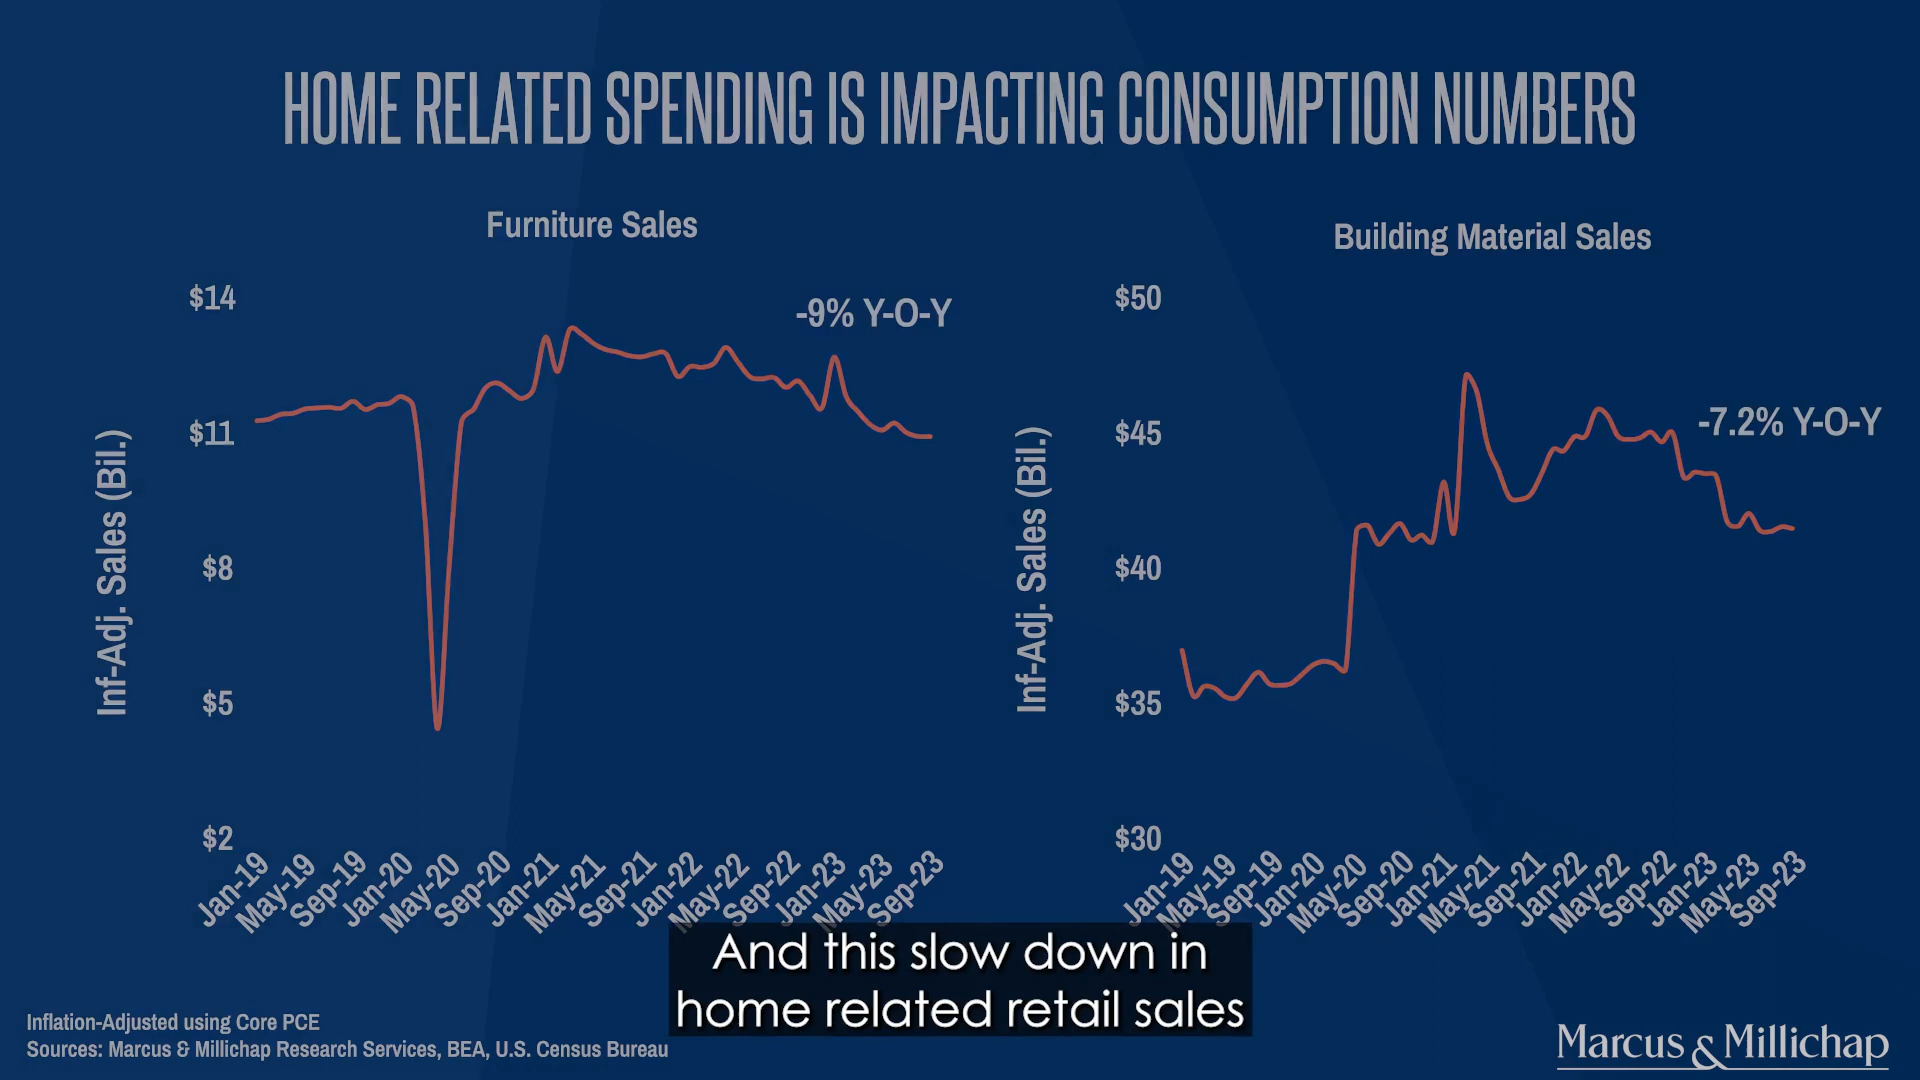 HOME RELATED SPENDING IS IMPACTING CONSUMPTION NUMBERS
Furniture Sales
-9% Y-O-Y
Inf-Adj. Sales (Bil.)
$14
$11
$8
$5
$2
Jan-19
May-19
Sep-19
Jan-20
May-20
Sep-20
Jan-21
May-21
Sep-21
Jan-22
May-22
Sep-22
Jan-23
May-23
Sep-23
Building Material Sales
-7.2% Y-O-Y
Inf-Adj. Sales (Bil.)
$50
$45
$40
$35
$30
Jan-19
May-19
Sep-19
Jan-20
May-20
Sep-20
Jan-21
May-21
Sep-21
Jan-22
May-22
Sep-22
Jan-23
May-23
Sep-23
And this slow down in
home related retail sales
Inflation-Adjusted using Core PCE
Sources: Marcus & Millichap Research Services, BEA, U.S. Census Bureau
Marcus & Millichap